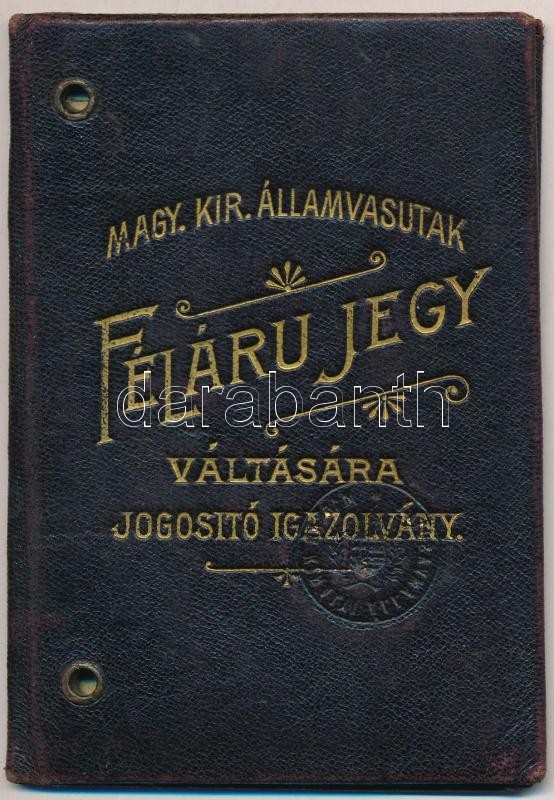 MAGY. KIR. ÁLLAMVASUTAK
FÉLÁRU JEGY
darabanth
VÁLTÁSÁRA
JOGOSITÓ IGAZOLVÁNY.